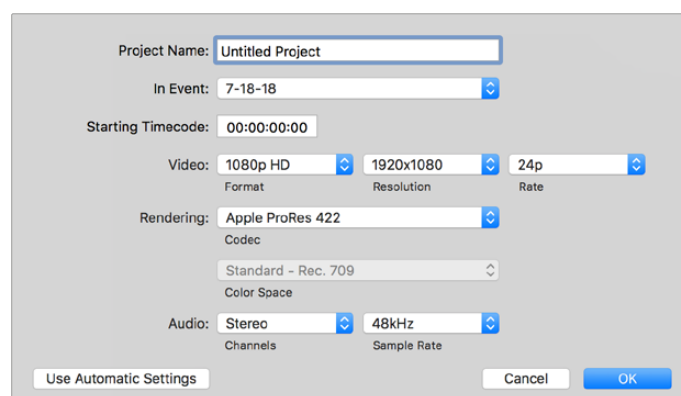 Project Name: Untitled Project
In Event: 7-18-18
Starting Timecode: 00:00:00:00
Video: 1080p HD 1920x1080 24p
Format Resolution Rate
Rendering: Apple ProRes 422
Codec
Standard - Rec. 709
Color Space
Audio: Stereo 48kHz
Channels Sample Rate
Use Automatic Settings Cancel OK